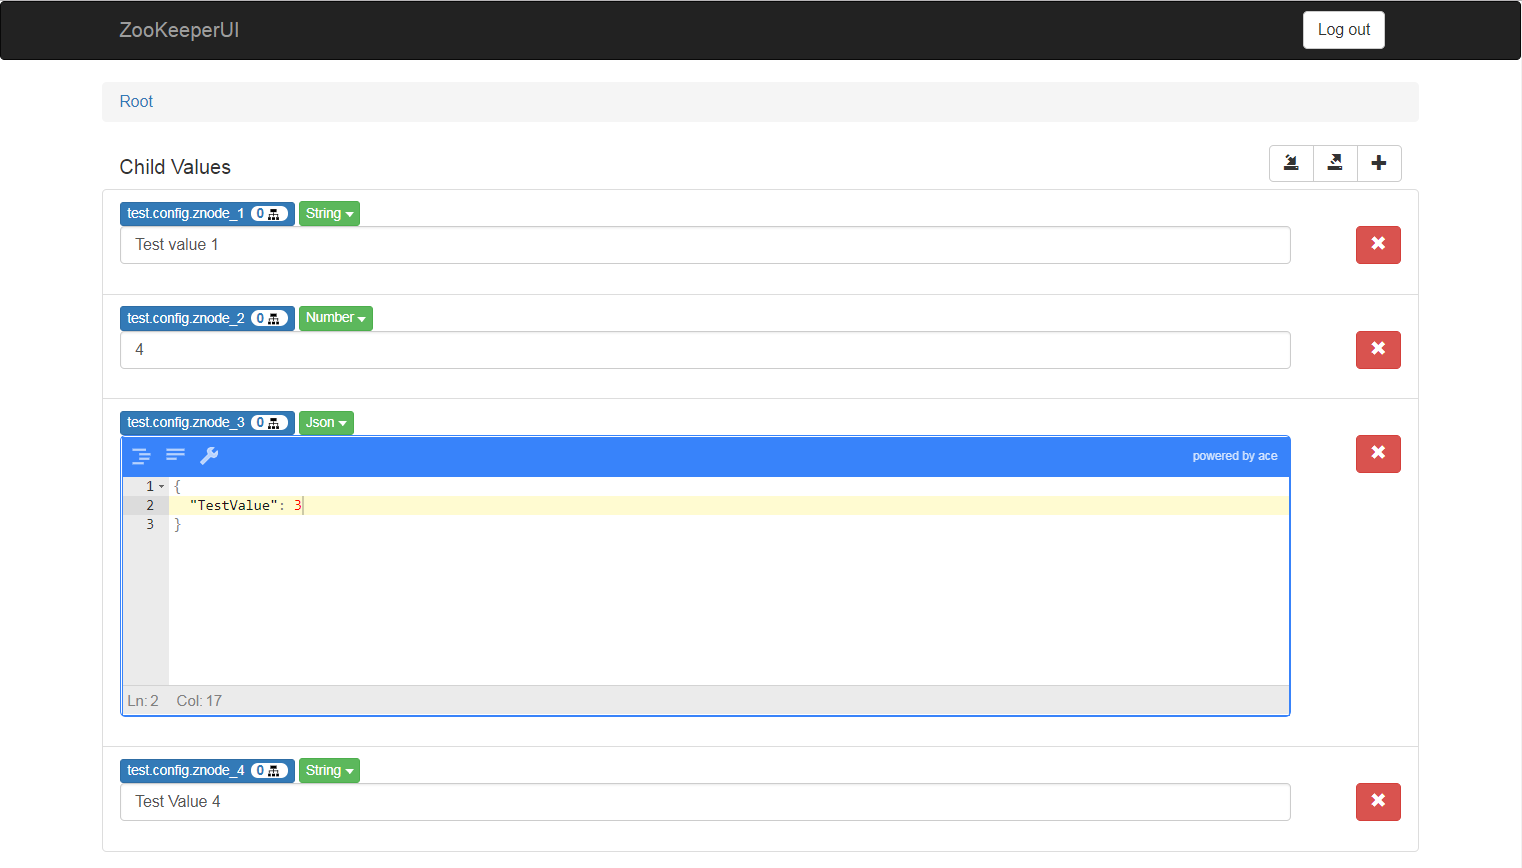 ZooKeeperUI Log out
Root
Child Values
test.config.znode_1 0 String
Test value 1
test.config.znode_2 0 Number
4
test.config.znode_3 0 Json
powered by ace
1 {
2 "TestValue": 3
3 }
Ln: 2 Col: 17
test.config.znode_4 0 String
Test Value 4